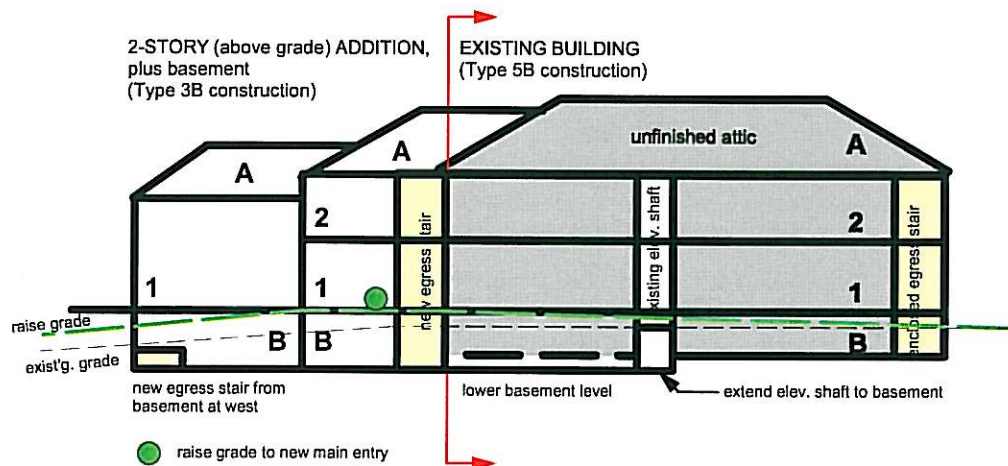 2-STORY (above grade) ADDITION,
plus basement
(Type 3B construction)
EXISTING BUILDING
(Type 5B construction)
unfinished attic
A
A
A
2
2
1
1
1
new egress stair
existing elev. shaft
enclosed egress stair
raise grade
exist'g. grade
B
B
B
new egress stair from
basement at west
lower basement level
extend elev. shaft to basement
raise grade to new main entry